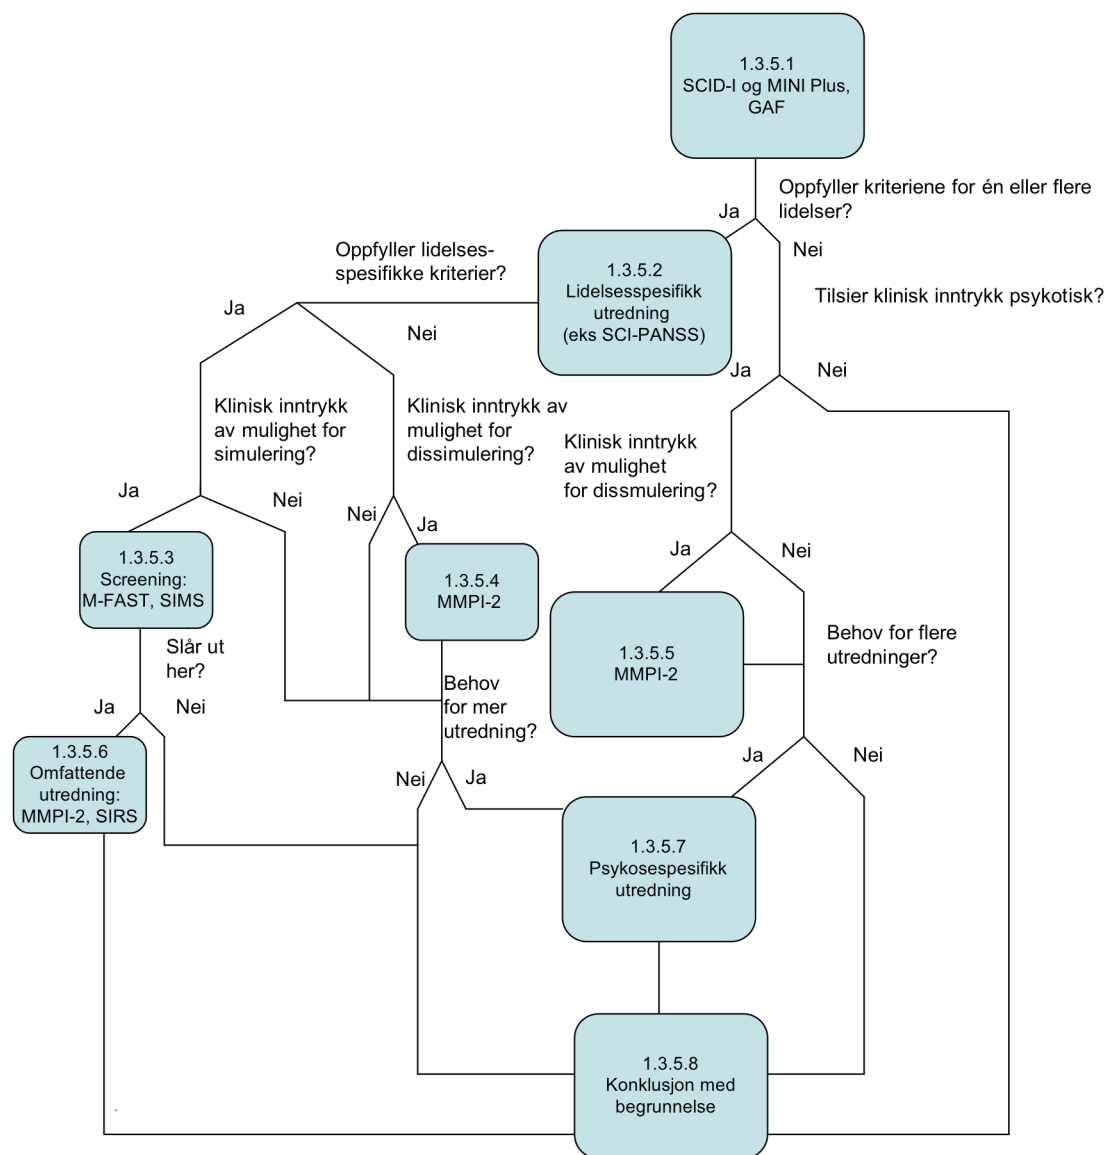 1.3.5.1
SCID-I og MINI Plus,
GAF
Oppfyller kriteriene for én eller flere
lidelser?
Ja
Nei
Oppfyller lidelses-
spesifikke kriterier?
1.3.5.2
Lidelsesspesifikk
utredning
(eks SCI-PANSS)
Tilsier klinisk inntrykk psykotisk?
Ja
Nei
Ja
Nei
Klinisk inntrykk
av mulighet for
simulering?
Klinisk inntrykk av
mulighet for
dissimulering?
Klinisk inntrykk
av mulighet
for dissmulering?
Ja
Nei
Nei
Ja
Ja
Nei
1.3.5.3
Screening:
M-FAST, SIMS
1.3.5.4
MMPI-2
1.3.5.5
MMPI-2
Slår ut
her?
Behov for flere
utredninger?
Behov
for mer
utredning?
Ja
Nei
1.3.5.6
Omfattende
utredning:
MMPI-2, SIRS
Nei
Ja
Ja
Nei
1.3.5.7
Psykosespesifikk
utredning
1.3.5.8
Konklusjon med
begrunnelse